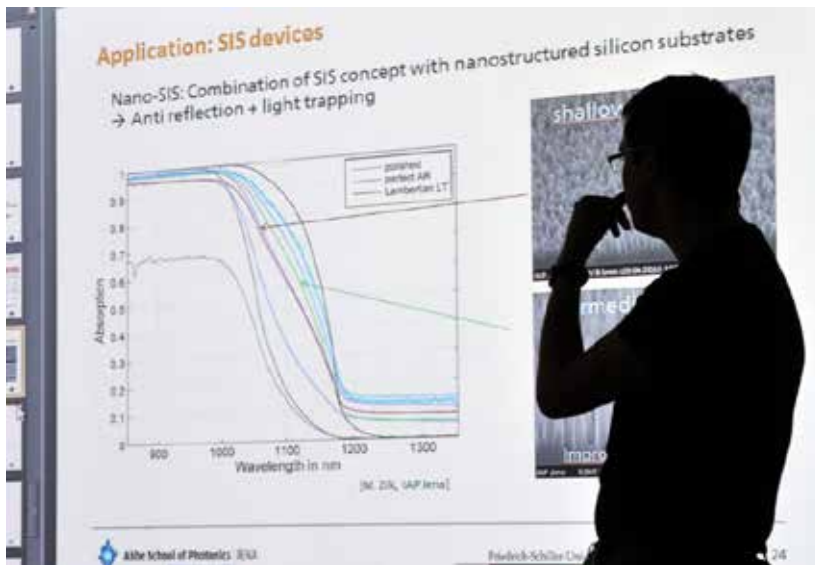 Application: SIS devices
Nano-SIS: Combination of SIS concept with nanostructured silicon substrates
→ Anti reflection + light trapping
shallow
polished
perfect AR
Lambertian LT
1
0.9
0.8
0.7
0.6
0.5
0.4
0.3
0.2
0.1
0
Absorption
900
1000
1100
1200
1300
Wavelength in nm
[M. Zilk, IAP Jena]
rmedi
impro
Abbe School of Photonics JENA
Friedrich-Schiller-Uni
24